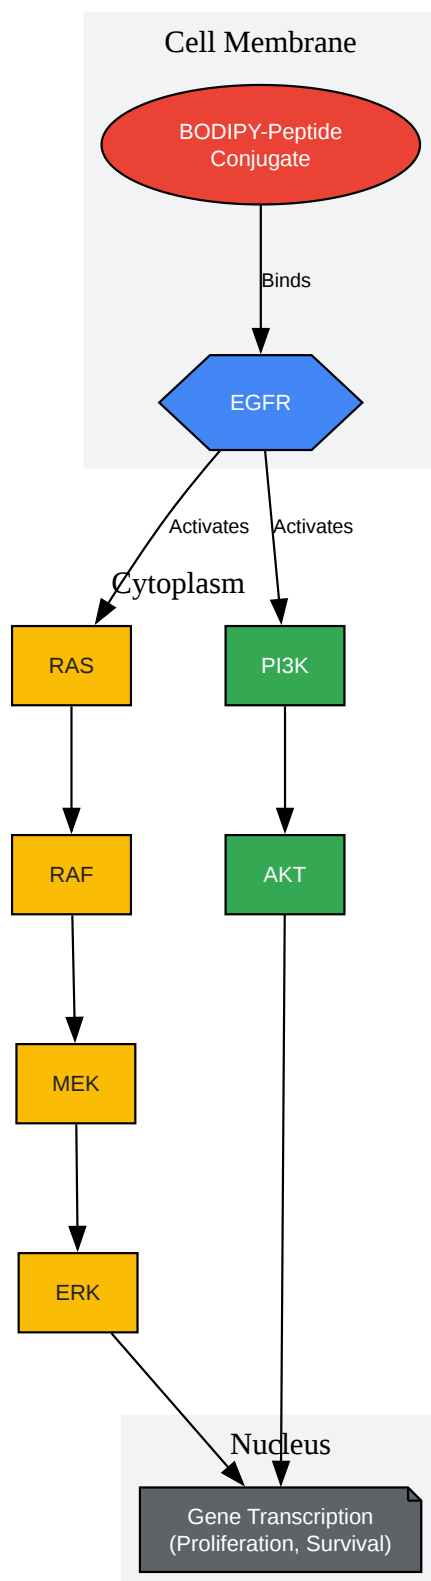 Cell Membrane
BODIPY-Peptide
Conjugate
Binds
EGFR
Activates
Activates
Cytoplasm
RAS
PI3K
RAF
AKT
MEK
ERK
Nucleus
Gene Transcription
(Proliferation, Survival)